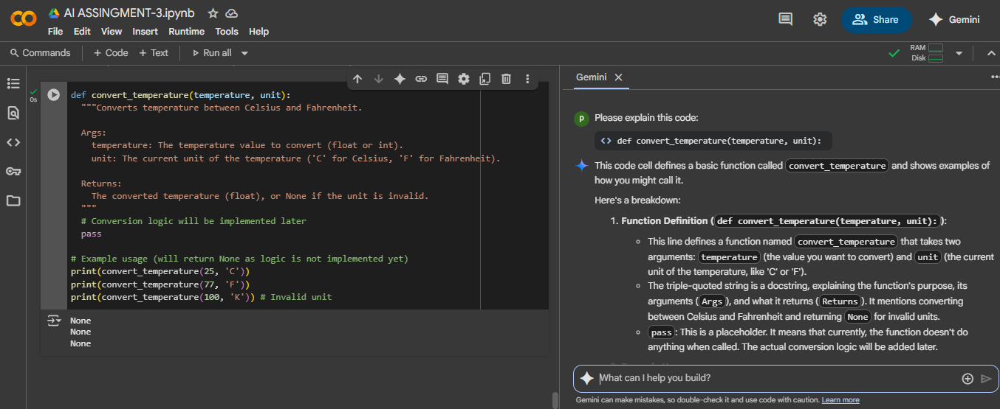 AI ASSINGMENT-3.ipynb
File Edit View Insert Runtime Tools Help
Share
Gemini
Commands + Code + Text Run all
RAM
Disk
0s
def convert_temperature(temperature, unit):
"""Converts temperature between Celsius and Fahrenheit.
Args:
temperature: The temperature value to convert (float or int).
unit: The current unit of the temperature ('C' for Celsius, 'F' for Fahrenheit).
Returns:
The converted temperature (float), or None if the unit is invalid.
"""
# Conversion logic will be implemented later
pass
# Example usage (will return None as logic is not implemented yet)
print(convert_temperature(25, 'C'))
print(convert_temperature(77, 'F'))
print(convert_temperature(100, 'K')) # Invalid unit
None
None
None
Gemini
P
Please explain this code:
<> def convert_temperature(temperature, unit):
This code cell defines a basic function called convert_temperature and shows examples of
how you might call it.
Here's a breakdown:
1. Function Definition (def convert_temperature(temperature, unit):):
This line defines a function named convert_temperature that takes two
arguments: temperature (the value you want to convert) and unit (the current
unit of the temperature, like 'C' or 'F').
The triple-quoted string is a docstring, explaining the function's purpose, its
arguments (Args), and what it returns (Returns). It mentions converting
between Celsius and Fahrenheit and returning None for invalid units.
pass: This is a placeholder. It means that currently, the function doesn't do
anything when called. The actual conversion logic will be added later.
What can I help you build?
Gemini can make mistakes, so double-check it and use code with caution. Learn more